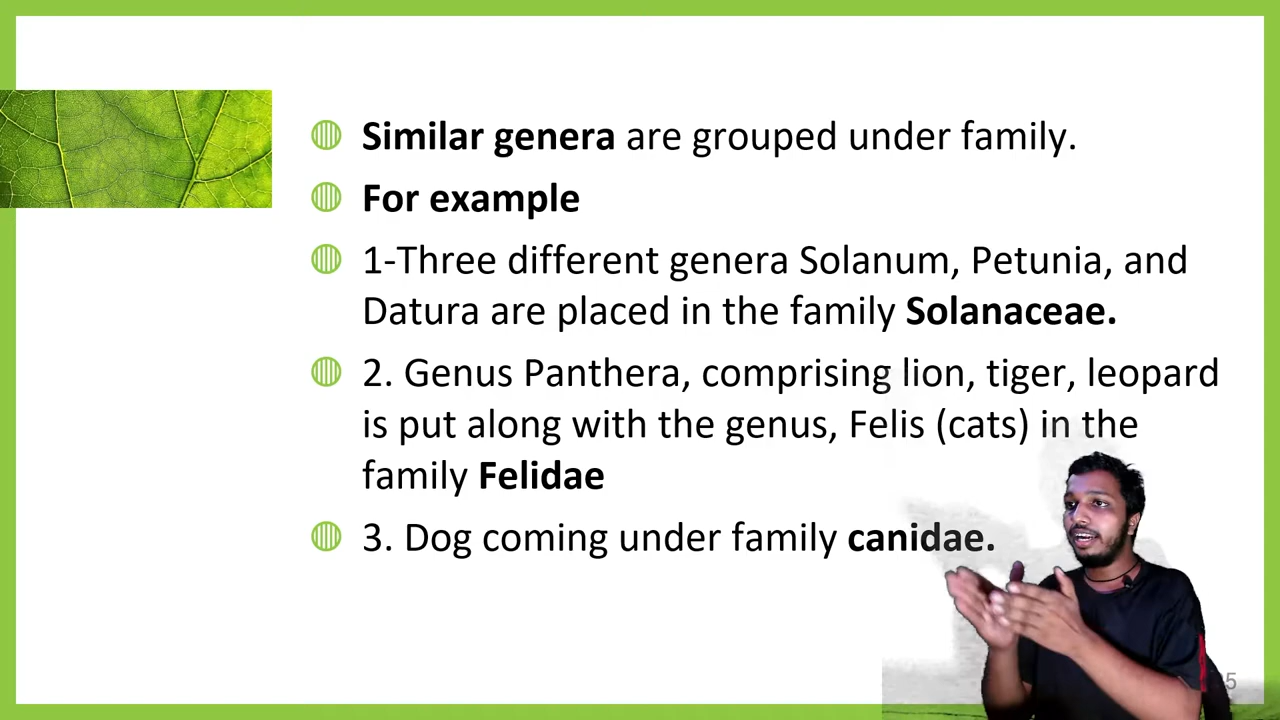 Similar genera are grouped under family.
For example
1-Three different genera Solanum, Petunia, and
Datura are placed in the family Solanaceae.
2. Genus Panthera, comprising lion, tiger, leopard
is put along with the genus, Felis (cats) in the
family Felidae
3. Dog coming under family canidae.